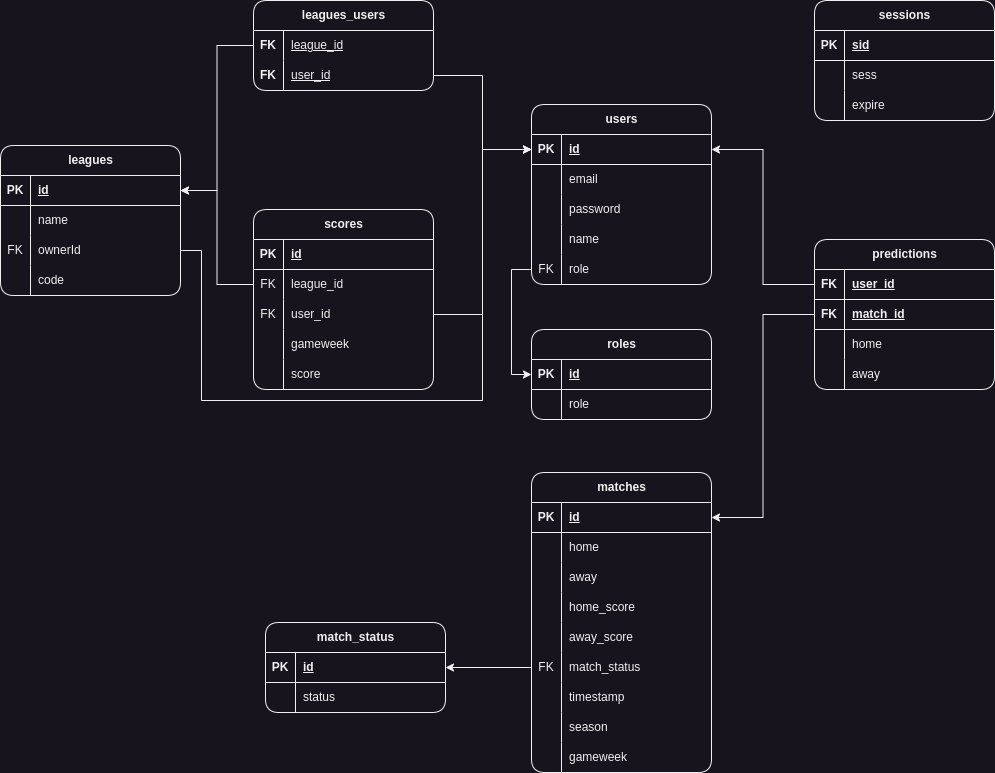 leagues_users
FK league_id
FK user_id
sessions
PK sid
sess
expire
users
PK id
email
password
name
FK role
leagues
PK id
name
FK ownerId
code
scores
PK id
FK league_id
FK user_id
gameweek
score
predictions
FK user_id
FK match_id
home
away
roles
PK id
role
matches
PK id
home
away
home_score
away_score
FK match_status
timestamp
season
gameweek
match_status
PK id
status